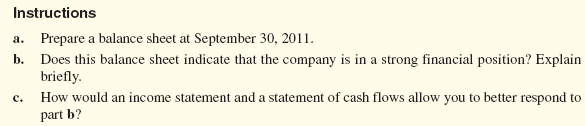 Instructions
a. Prepare a balance sheet at September 30, 2011.
b. Does this balance sheet indicate that the company is in a strong financial position? Explain
briefly.
c. How would an income statement and a statement of cash flows allow you to better respond to
part b?